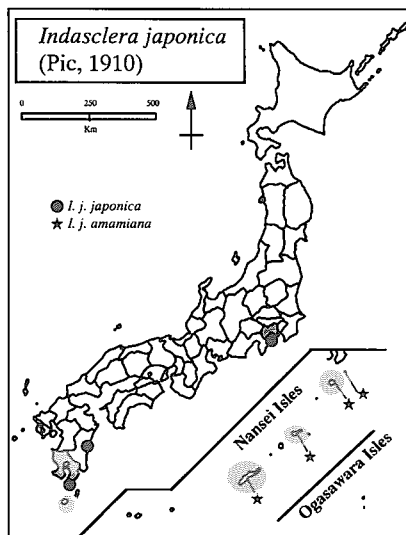 Indasclera japonica
(Pic, 1910)
0 250 500
Km
I. j. japonica
I. j. amamiana
Nansei Isles
Ogasawara Isles